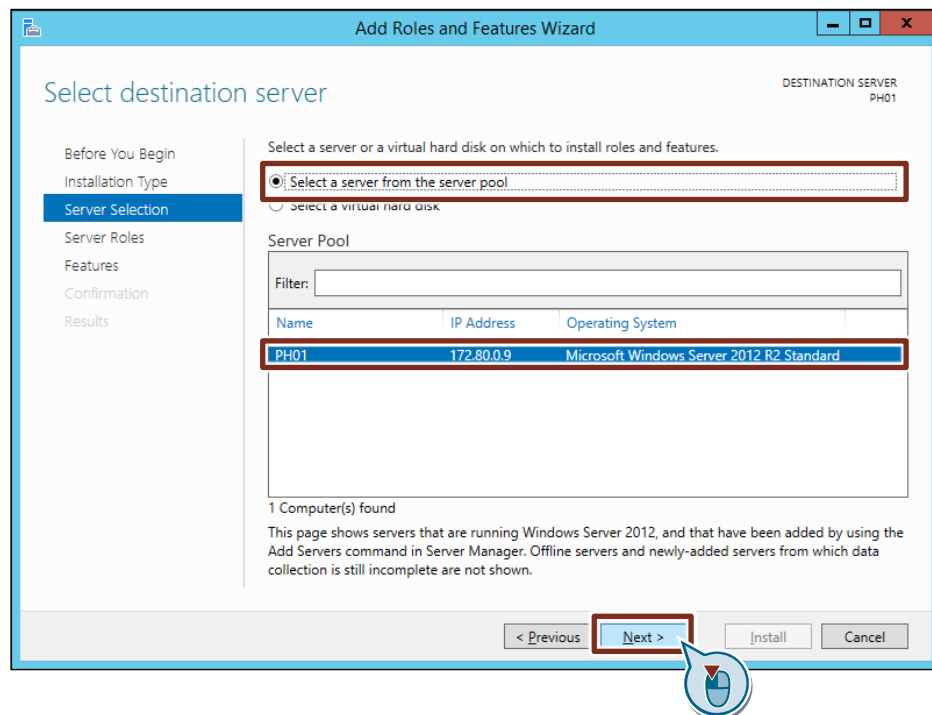 Add Roles and Features Wizard
Select destination server
DESTINATION SERVER
PH01
Before You Begin
Installation Type
Server Selection
Server Roles
Features
Confirmation
Results
Select a server or a virtual hard disk on which to install roles and features.
Select a server from the server pool
Select a virtual hard disk
Server Pool
Filter:
Name IP Address Operating System
PH01 172.80.0.9 Microsoft Windows Server 2012 R2 Standard
1 Computer(s) found
This page shows servers that are running Windows Server 2012, and that have been added by using the
Add Servers command in Server Manager. Offline servers and newly-added servers from which data
collection is still incomplete are not shown.
< Previous Next > Install Cancel